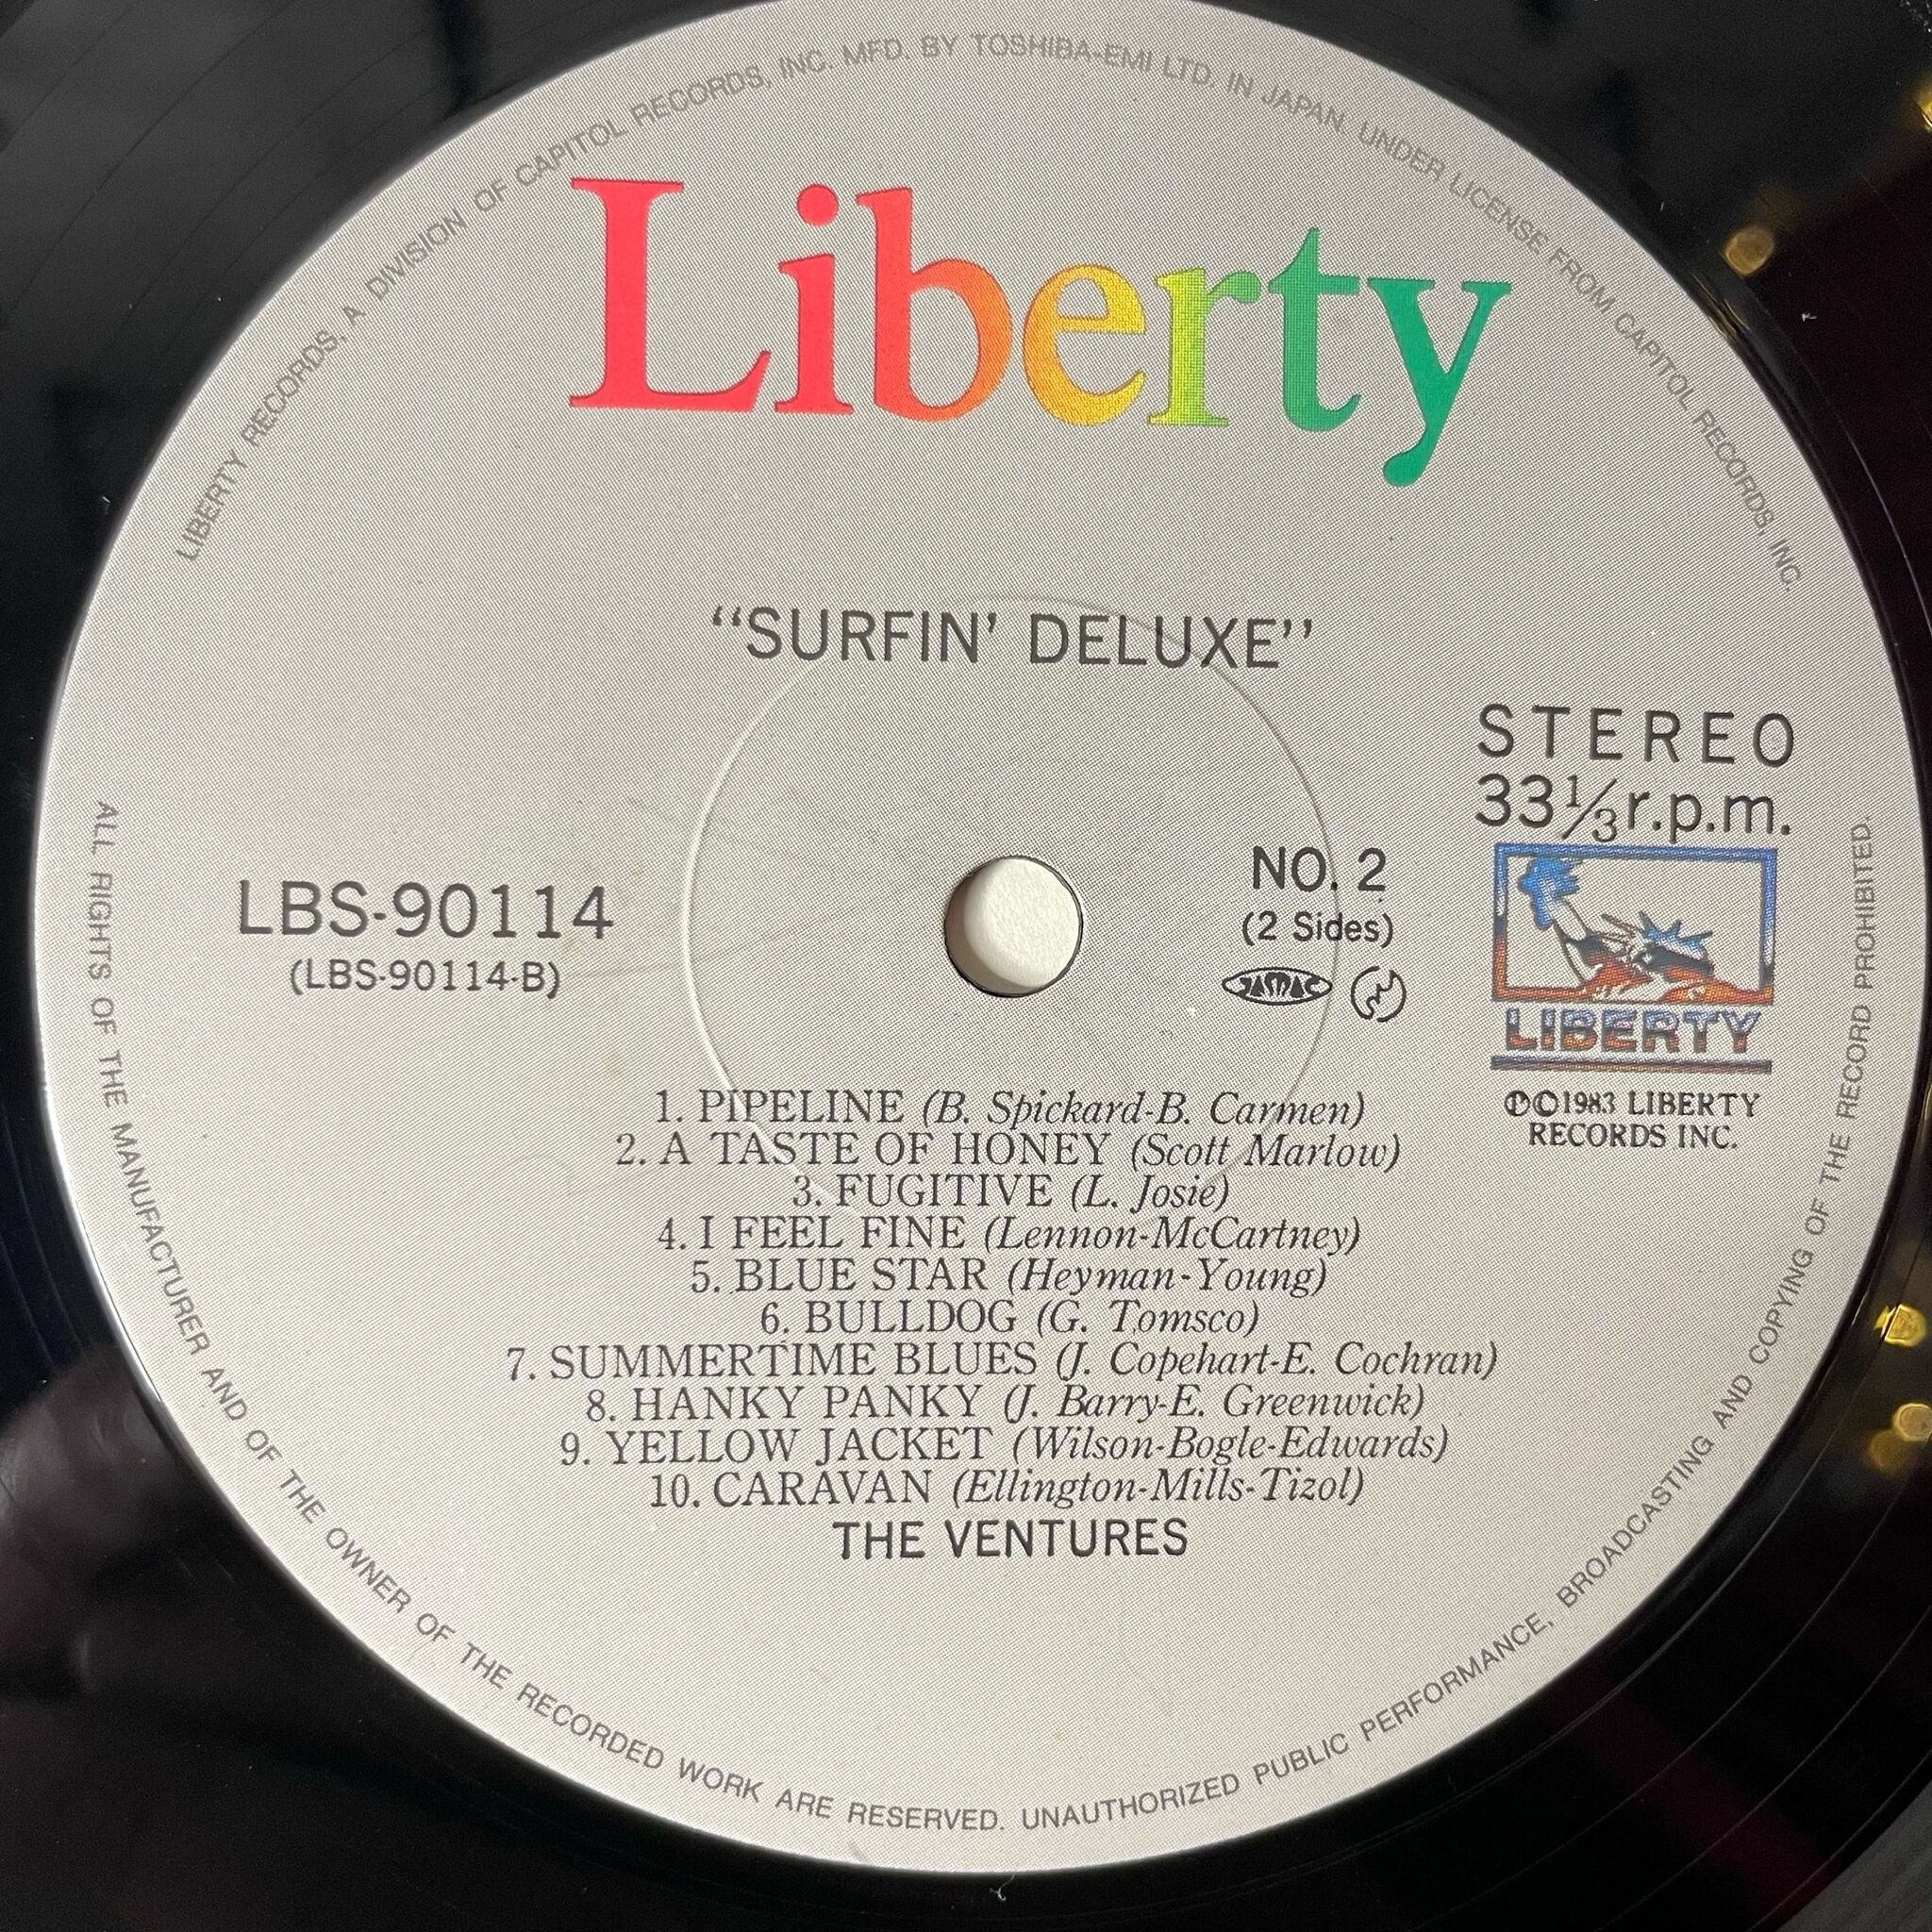 LIBERTY RECORDS, A DIVISION OF CAPITOL RECORDS, INC. MFD. BY TOSHIBA-EMI LTD. IN JAPAN. UNDER LICENSE FROM CAPITOL RECORDS, INC.
Liberty
"SURFIN' DELUXE"
STEREO
33⅓r.p.m.
LBS-90114
(LBS-90114-B)
NO. 2
(2 Sides)
JASRAC
LIBERTY
ⓅⒸ1983 LIBERTY
RECORDS INC.
1. PIPELINE (B. Spickard-B. Carmen)
2. A TASTE OF HONEY (Scott Marlow)
3. FUGITIVE (L. Josie)
4. I FEEL FINE (Lennon-McCartney)
5. BLUE STAR (Heyman-Young)
6. BULLDOG (G. Tomsco)
7. SUMMERTIME BLUES (J. Copehart-E. Cochran)
8. HANKY PANKY (J. Barry-E. Greenwick)
9. YELLOW JACKET (Wilson-Bogle-Edwards)
10. CARAVAN (Ellington-Mills-Tizol)
THE VENTURES
ALL RIGHTS OF THE MANUFACTURER AND OF THE OWNER OF THE RECORDED WORK ARE RESERVED. UNAUTHORIZED PUBLIC PERFORMANCE, BROADCASTING AND COPYING OF THE RECORD PROHIBITED.